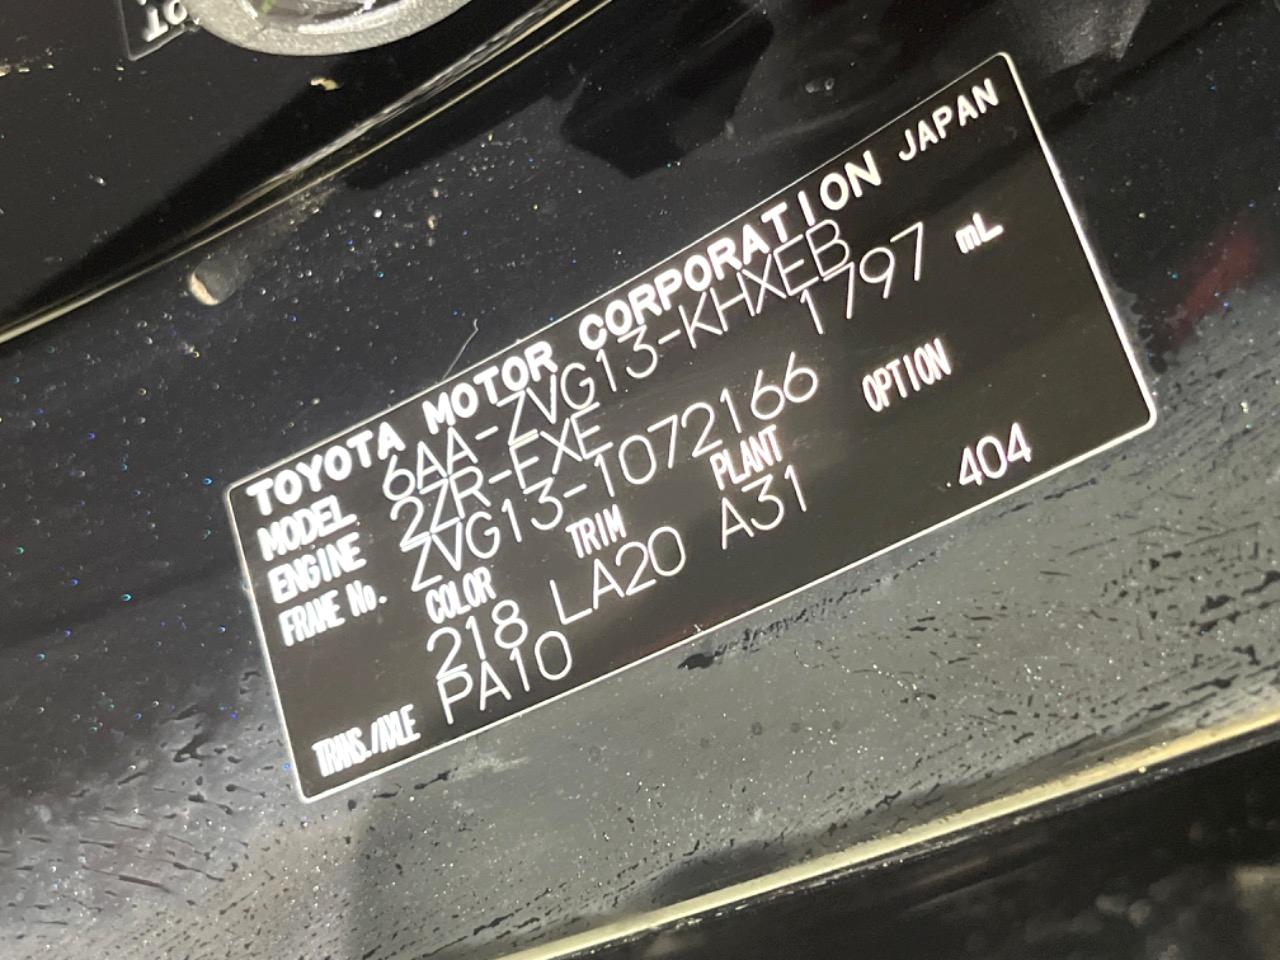 TOYOTA MOTOR CORPORATION JAPAN
MODEL 6AA-ZVG13-KHXEB
ENGINE 2ZR-FXE 1797 mL
FRAME No. ZVG13-1072166
COLOR TRIM PLANT OPTION
218 LA20 A31 404
TRANS./AXLE PA10